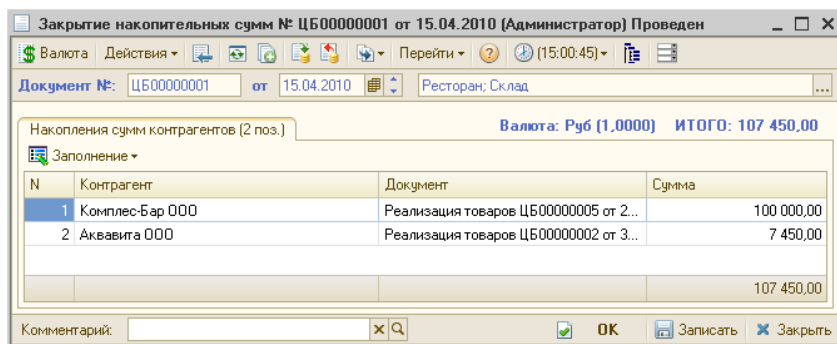 Закрытие накопительных сумм № ЦБ00000001 от 15.04.2010 (Администратор) Проведен
Валюта Действия Перейти (15:00:45)
Документ №: ЦБ00000001 от 15.04.2010 Ресторан; Склад ...
Накопления сумм контрагентов (2 поз.) Валюта: Руб (1,0000) ИТОГО: 107 450,00
Заполнение
N Контрагент Документ Сумма
1 Комплес-Бар ООО Реализация товаров ЦБ00000005 от 2... 100 000,00
2 Аквавита ООО Реализация товаров ЦБ00000002 от 3... 7 450,00
107 450,00
Комментарий: OK Записать Закрыть